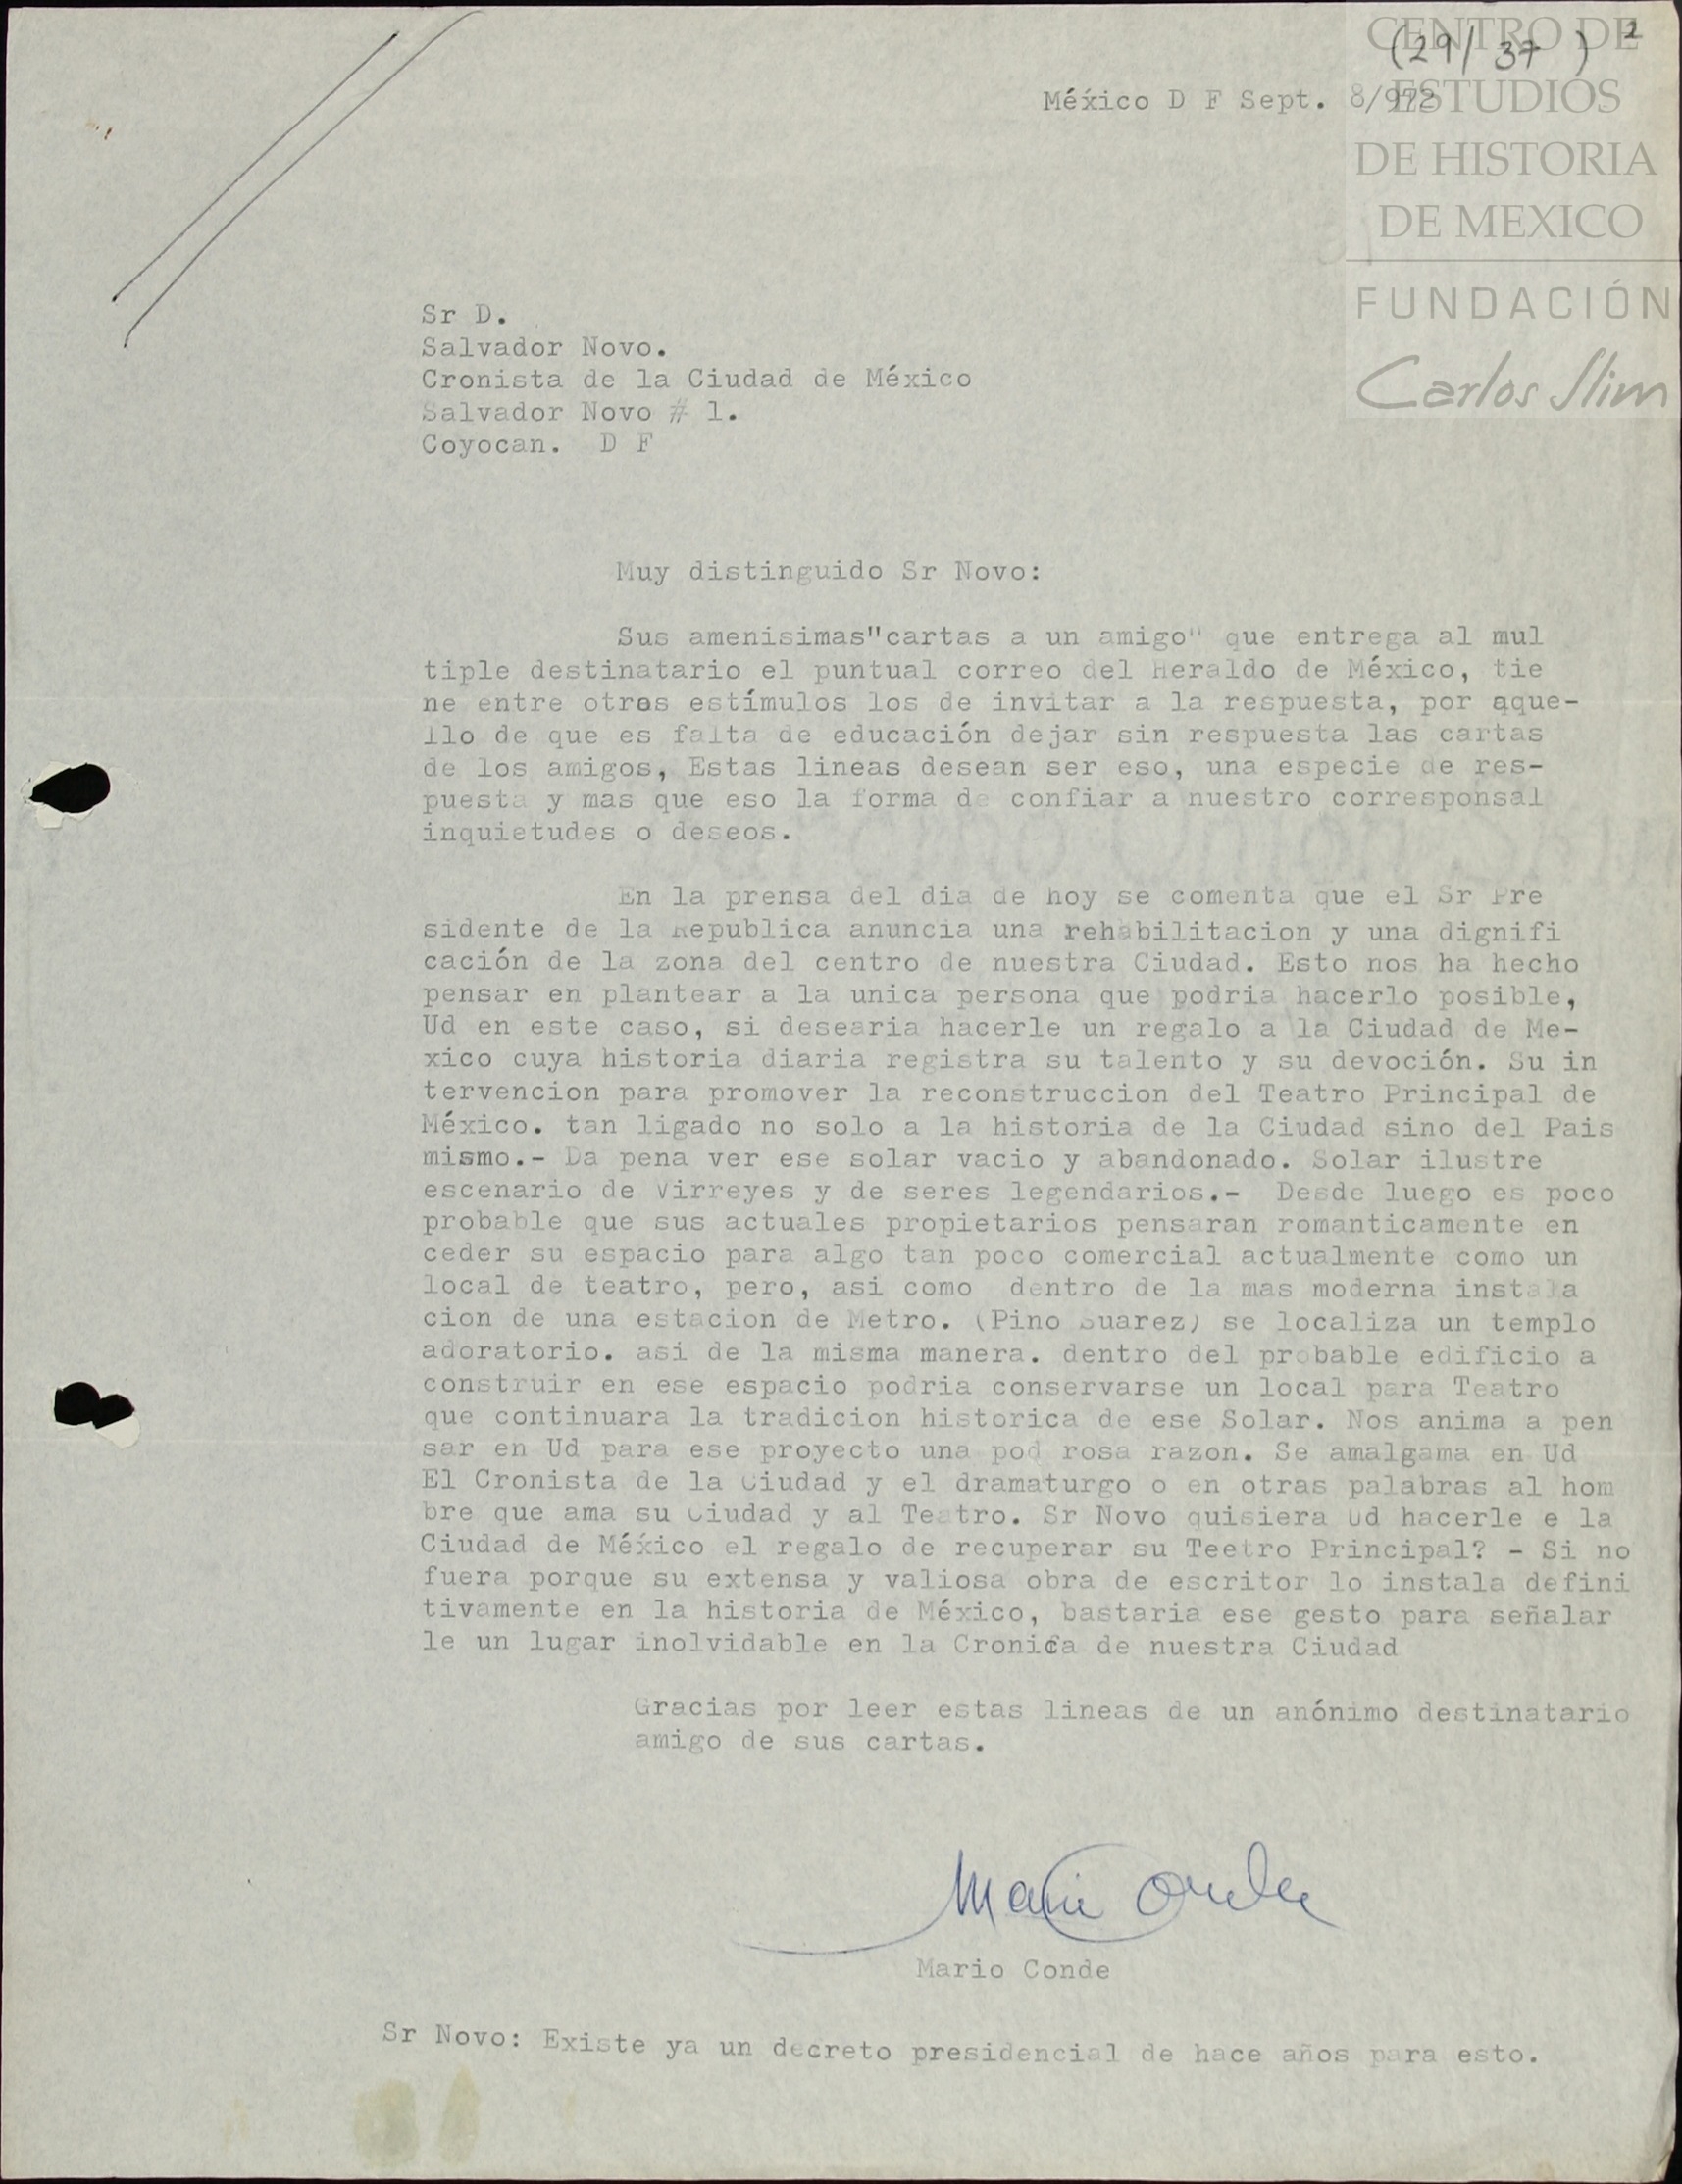 CENTRO DE
(29/37) 2
México D F Sept. 8/972
ESTUDIOS
DE HISTORIA
DE MEXICO
FUNDACIÓN
Carlos Slim
Sr D.
Salvador Novo.
Cronista de la Ciudad de México
Salvador Novo # 1.
Coyocan.  D F
Muy distinguido Sr Novo:
Sus amenisimas"cartas a un amigo" que entrega al mul
tiple destinatario el puntual correo del Heraldo de México, tie
ne entre otros estímulos los de invitar a la respuesta, por aque-
llo de que es falta de educación dejar sin respuesta las cartas
de los amigos, Estas lineas desean ser eso, una especie de res-
puesta y mas que eso la forma de confiar a nuestro corresponsal
inquietudes o deseos.
En la prensa del dia de hoy se comenta que el Sr Pre
sidente de la Republica anuncia una rehabilitacion y una dignifi
cación de la zona del centro de nuestra Ciudad. Esto nos ha hecho
pensar en plantear a la unica persona que podria hacerlo posible,
Ud en este caso, si desearia hacerle un regalo a la Ciudad de Me-
xico cuya historia diaria registra su talento y su devoción. Su in
tervencion para promover la reconstruccion del Teatro Principal de
México. tan ligado no solo a la historia de la Ciudad sino del Pais
mismo.- Da pena ver ese solar vacio y abandonado. Solar ilustre
escenario de Virreyes y de seres legendarios.-  Desde luego es poco
probable que sus actuales propietarios pensaran romanticamente en
ceder su espacio para algo tan poco comercial actualmente como un
local de teatro, pero, asi como  dentro de la mas moderna instala
cion de una estacion de Metro. (Pino Suarez) se localiza un templo
adoratorio. asi de la misma manera. dentro del probable edificio a
construir en ese espacio podria conservarse un local para Teatro
que continuara la tradicion historica de ese Solar. Nos anima a pen
sar en Ud para ese proyecto una pod rosa razon. Se amalgama en Ud
El Cronista de la Ciudad y el dramaturgo o en otras palabras al hom
bre que ama su Ciudad y al Teatro. Sr Novo quisiera Ud hacerle e la
Ciudad de México el regalo de recuperar su Teetro Principal? - Si no
fuera porque su extensa y valiosa obra de escritor lo instala defini
tivamente en la historia de México, bastaria ese gesto para señalar
le un lugar inolvidable en la Cronica de nuestra Ciudad
Gracias por leer estas lineas de un anónimo destinatario
amigo de sus cartas.
Mario Conde
Mario Conde
Sr Novo: Existe ya un decreto presidencial de hace años para esto.